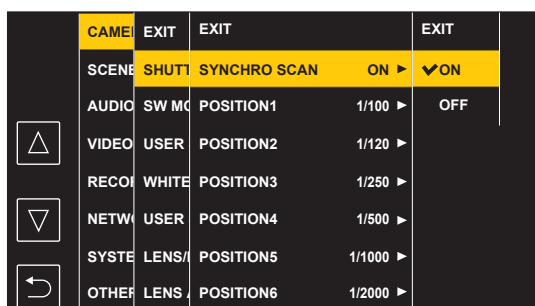 CAME EXIT EXIT EXIT
SCENE SHUTT SYNCHRO SCAN ON ► ✔ON
AUDIO SW MO POSITION1 1/100 ► OFF
VIDEO USER POSITION2 1/120 ►
RECOR WHITE POSITION3 1/250 ►
NETW USER POSITION4 1/500 ►
SYSTE LENS/ POSITION5 1/1000 ►
OTHER LENS POSITION6 1/2000 ►